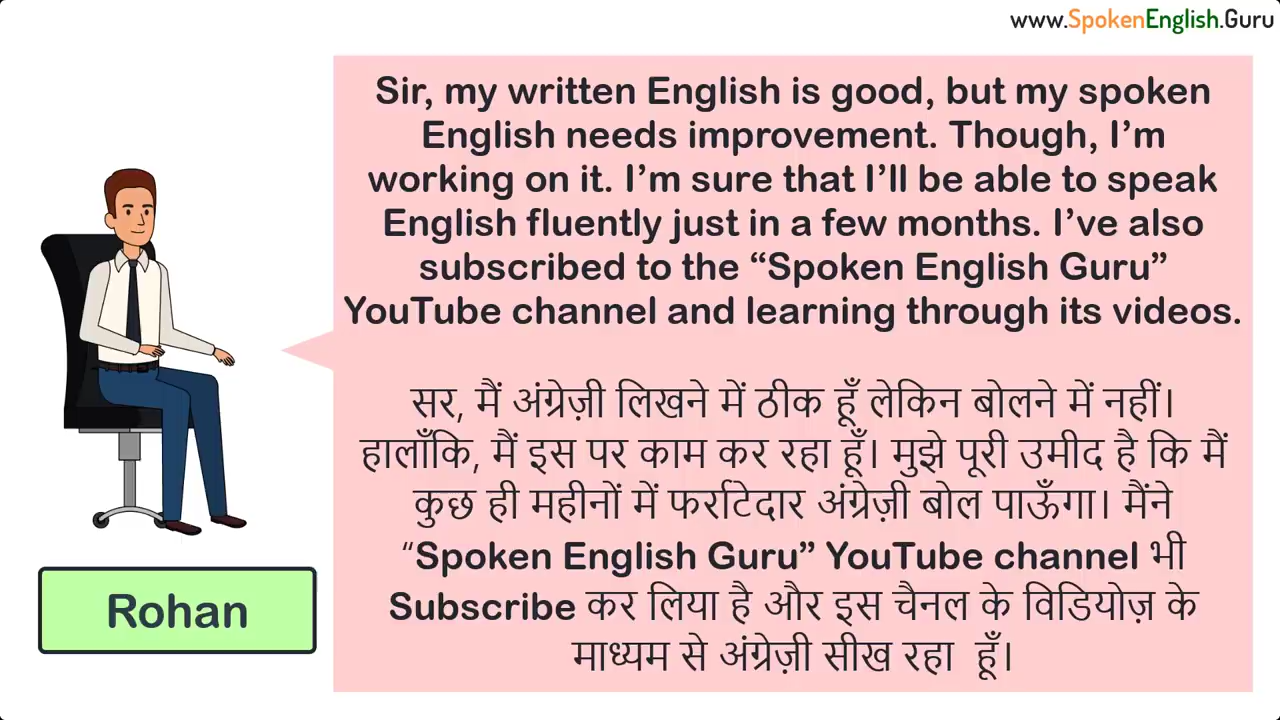 www.SpokenEnglish.Guru
Sir, my written English is good, but my spoken
English needs improvement. Though, I’m
working on it. I’m sure that I’ll be able to speak
English fluently just in a few months. I’ve also
subscribed to the “Spoken English Guru”
YouTube channel and learning through its videos.
सर, मैं अंग्रेज़ी लिखने में ठीक हूँ लेकिन बोलने में नहीं।
हालाँकि, मैं इस पर काम कर रहा हूँ। मुझे पूरी उमीद है कि मैं
कुछ ही महीनों में फर्राटेदार अंग्रेज़ी बोल पाऊँगा। मैंने
“Spoken English Guru” YouTube channel भी
Subscribe कर लिया है और इस चैनल के विडियोज़ के
माध्यम से अंग्रेज़ी सीख रहा हूँ।
Rohan